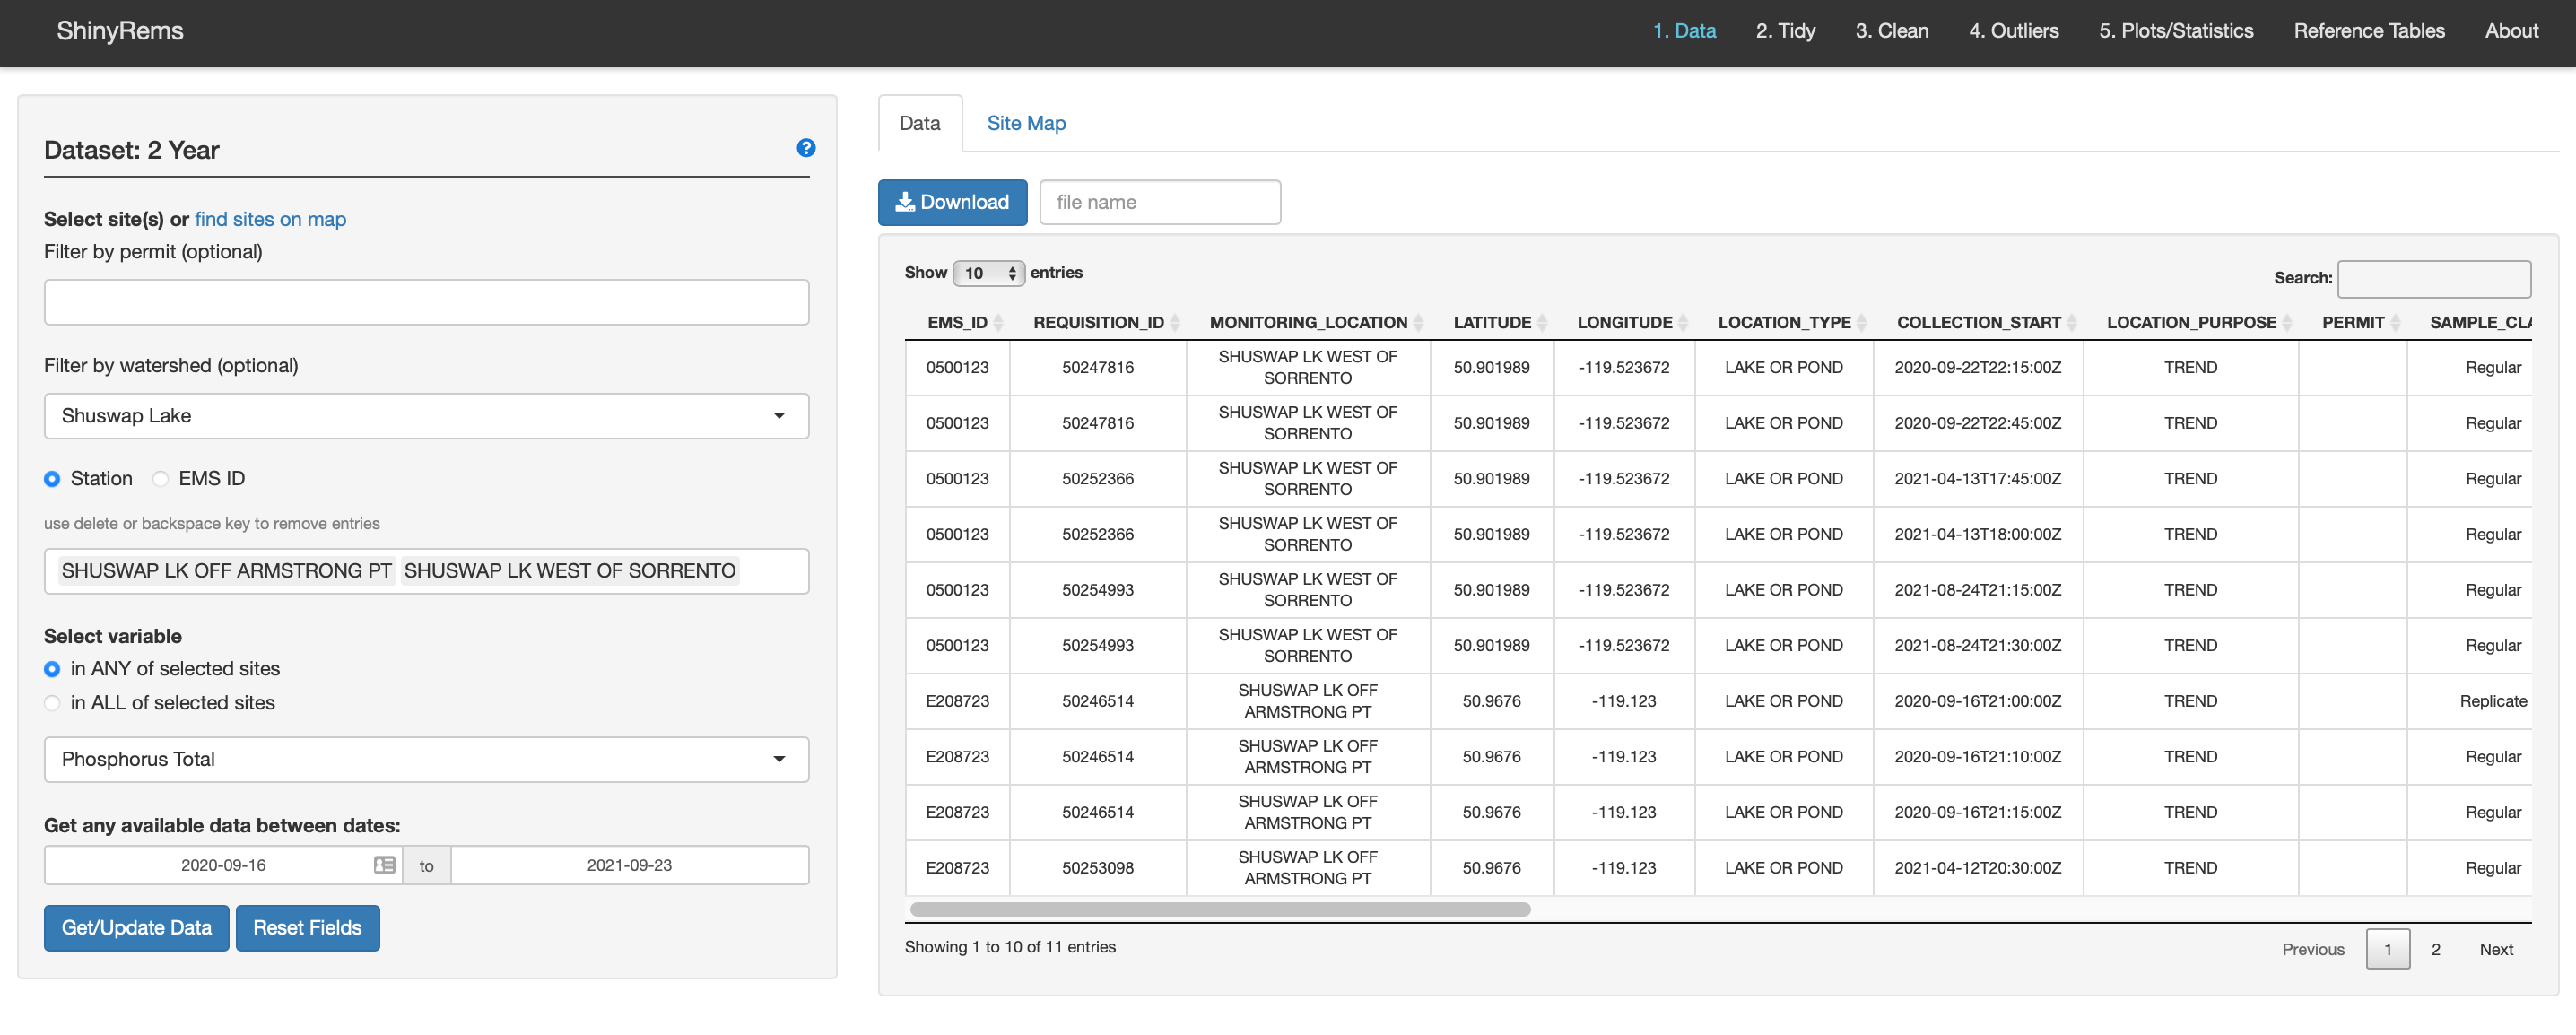 ShinyRems
1. Data 2. Tidy 3. Clean 4. Outliers 5. Plots/Statistics Reference Tables About
Dataset: 2 Year
Select site(s) or find sites on map
Filter by permit (optional)
Filter by watershed (optional)
Shuswap Lake
Station EMS ID
use delete or backspace key to remove entries
SHUSWAP LK OFF ARMSTRONG PT SHUSWAP LK WEST OF SORRENTO
Select variable
in ANY of selected sites
in ALL of selected sites
Phosphorus Total
Get any available data between dates:
2020-09-16 to 2021-09-23
Get/Update Data Reset Fields
Data Site Map
Download file name
Show 10 entries
Search:
EMS_ID REQUISITION_ID MONITORING_LOCATION LATITUDE LONGITUDE LOCATION_TYPE COLLECTION_START LOCATION_PURPOSE PERMIT SAMPLE_CLA
0500123 50247816 SHUSWAP LK WEST OF SORRENTO 50.901989 -119.523672 LAKE OR POND 2020-09-22T22:15:00Z TREND Regular
0500123 50247816 SHUSWAP LK WEST OF SORRENTO 50.901989 -119.523672 LAKE OR POND 2020-09-22T22:45:00Z TREND Regular
0500123 50252366 SHUSWAP LK WEST OF SORRENTO 50.901989 -119.523672 LAKE OR POND 2021-04-13T17:45:00Z TREND Regular
0500123 50252366 SHUSWAP LK WEST OF SORRENTO 50.901989 -119.523672 LAKE OR POND 2021-04-13T18:00:00Z TREND Regular
0500123 50254993 SHUSWAP LK WEST OF SORRENTO 50.901989 -119.523672 LAKE OR POND 2021-08-24T21:15:00Z TREND Regular
0500123 50254993 SHUSWAP LK WEST OF SORRENTO 50.901989 -119.523672 LAKE OR POND 2021-08-24T21:30:00Z TREND Regular
E208723 50246514 SHUSWAP LK OFF ARMSTRONG PT 50.9676 -119.123 LAKE OR POND 2020-09-16T21:00:00Z TREND Replicate
E208723 50246514 SHUSWAP LK OFF ARMSTRONG PT 50.9676 -119.123 LAKE OR POND 2020-09-16T21:10:00Z TREND Regular
E208723 50246514 SHUSWAP LK OFF ARMSTRONG PT 50.9676 -119.123 LAKE OR POND 2020-09-16T21:15:00Z TREND Regular
E208723 50253098 SHUSWAP LK OFF ARMSTRONG PT 50.9676 -119.123 LAKE OR POND 2021-04-12T20:30:00Z TREND Regular
Showing 1 to 10 of 11 entries
Previous 1 2 Next